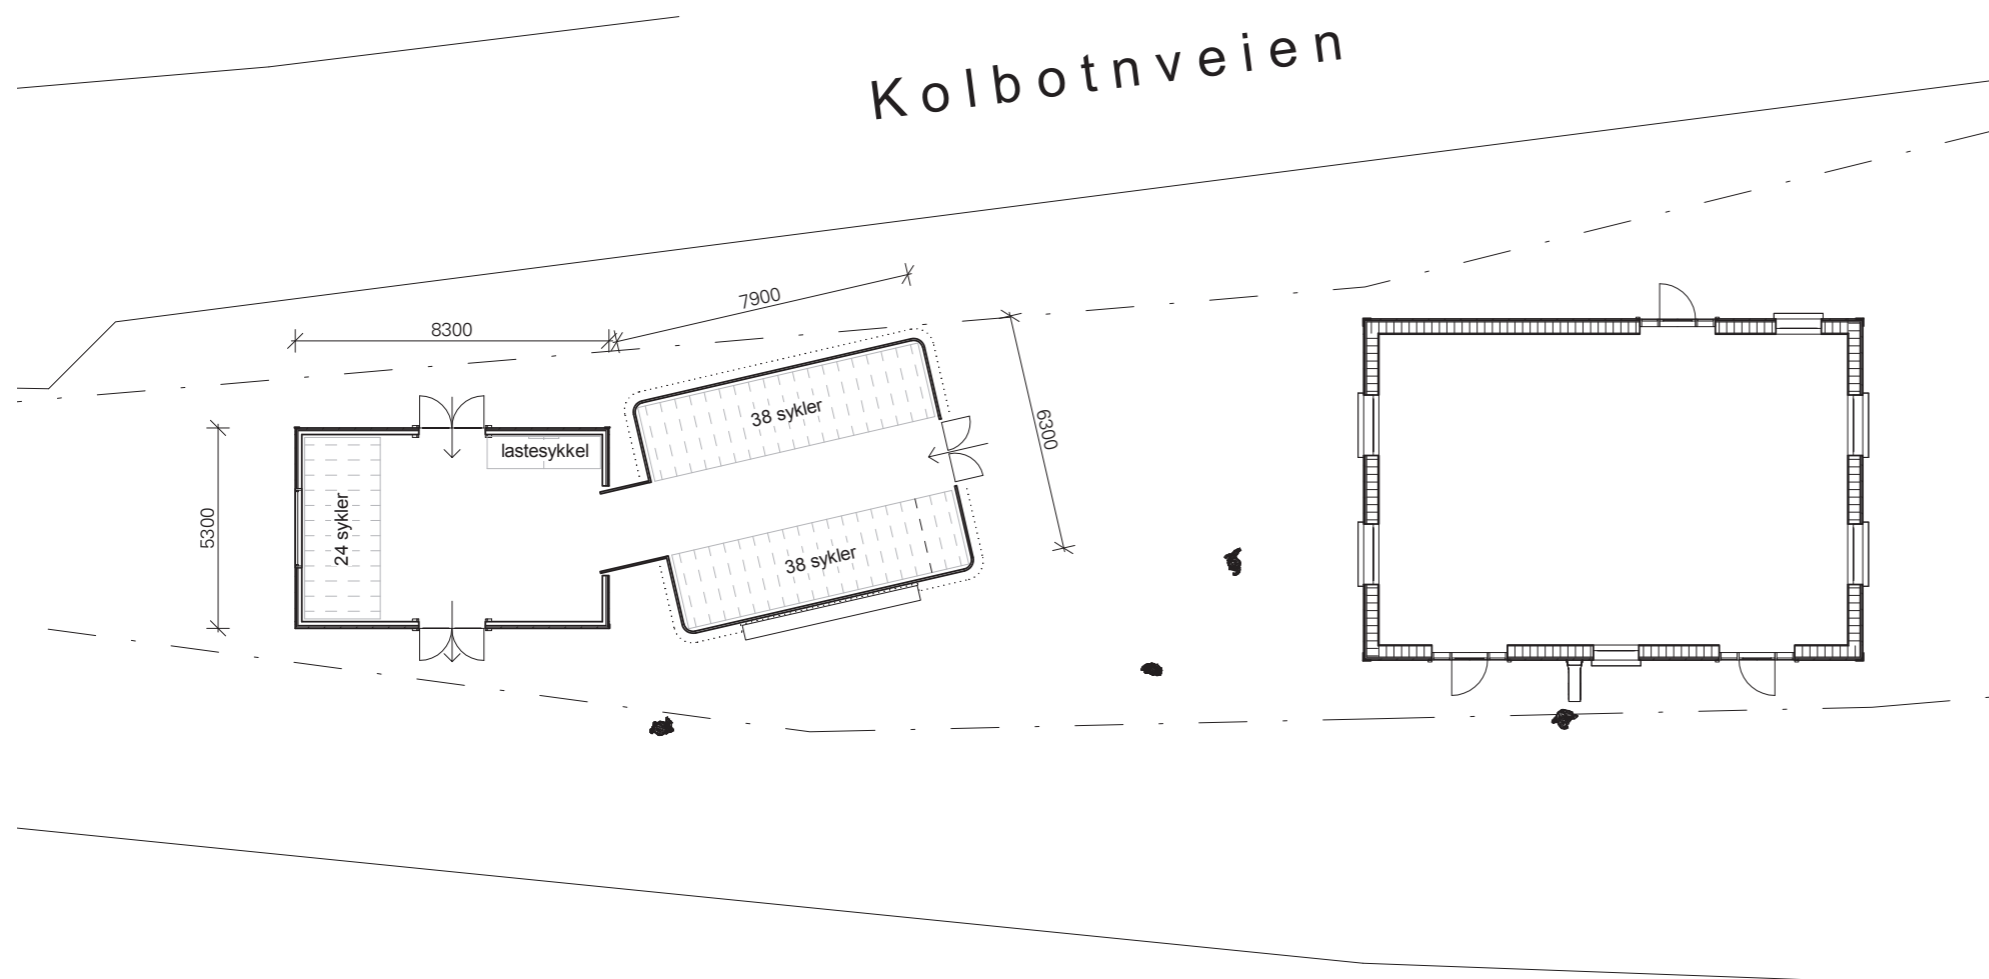 Kolbotnveien
7900
8300
6300
38 sykler
lastesykkel
5300
24 sykler
38 sykler